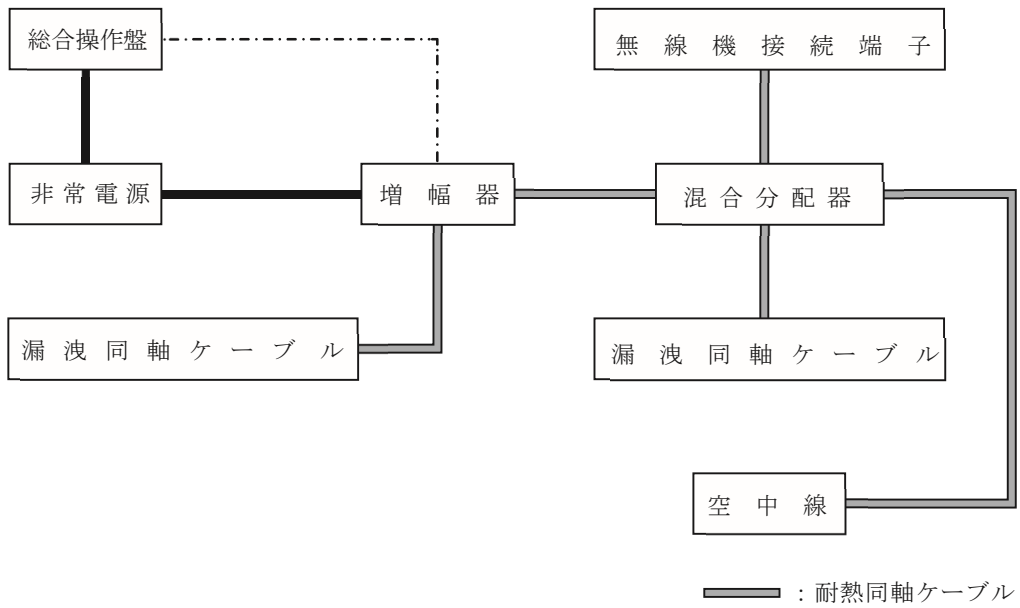 総合操作盤
無線機接続端子
非常電源
増幅器
混合分配器
漏洩同軸ケーブル
漏洩同軸ケーブル
空中線
：耐熱同軸ケーブル